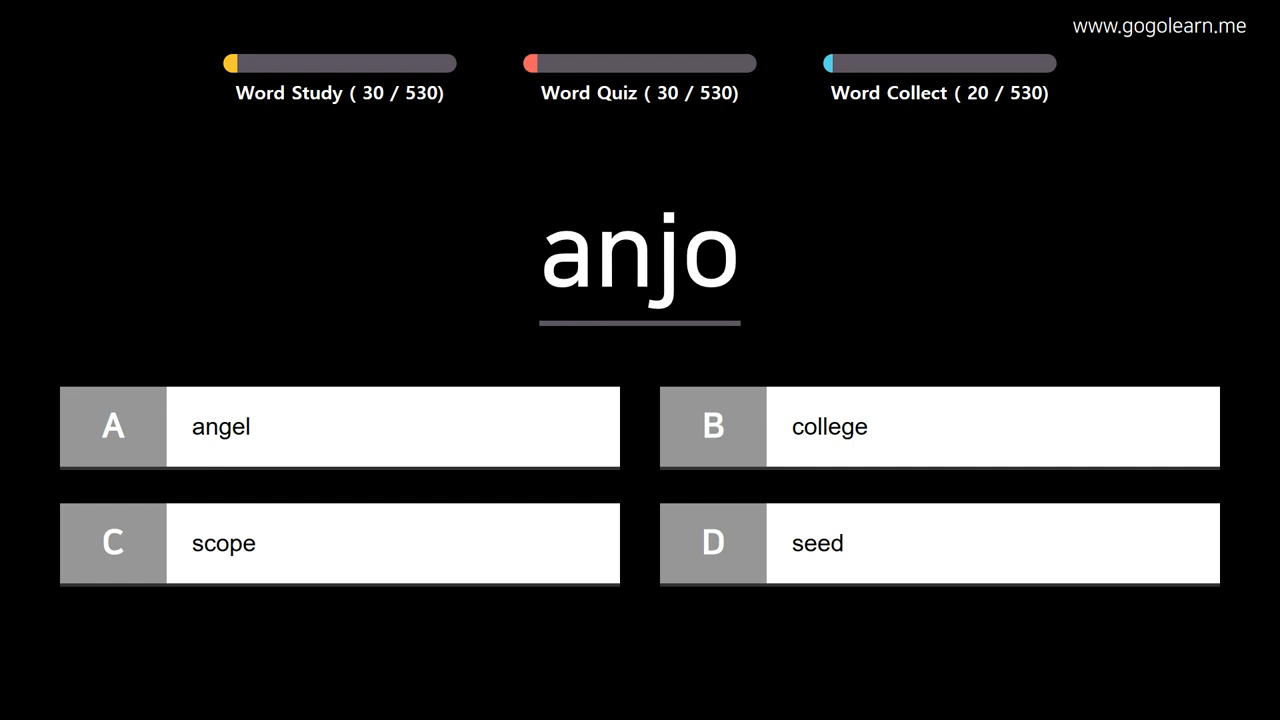 www.gogolearn.me
Word Study ( 30 / 530)
Word Quiz ( 30 / 530)
Word Collect ( 20 / 530)
anjo
A angel
B college
C scope
D seed